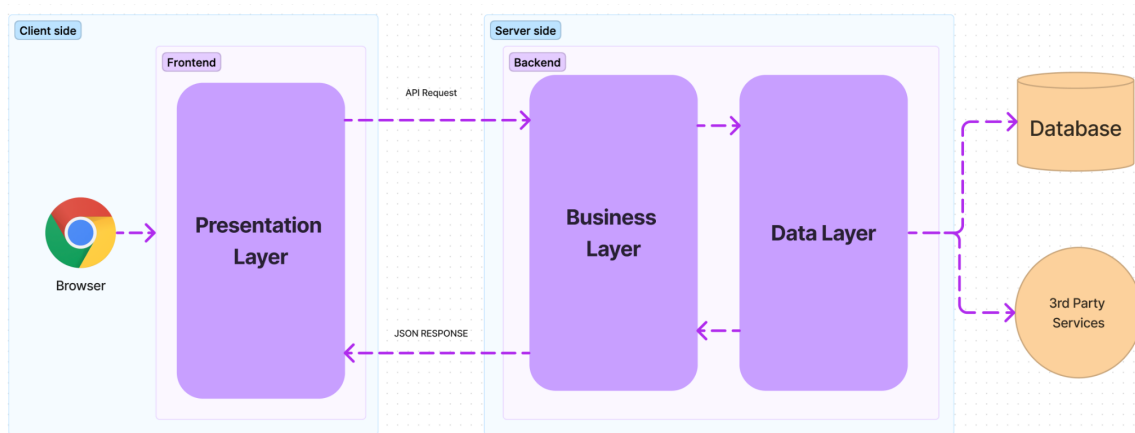 Client side
Frontend
Browser
Presentation
Layer
API Request
JSON RESPONSE
Server side
Backend
Business
Layer
Data Layer
Database
3rd Party
Services